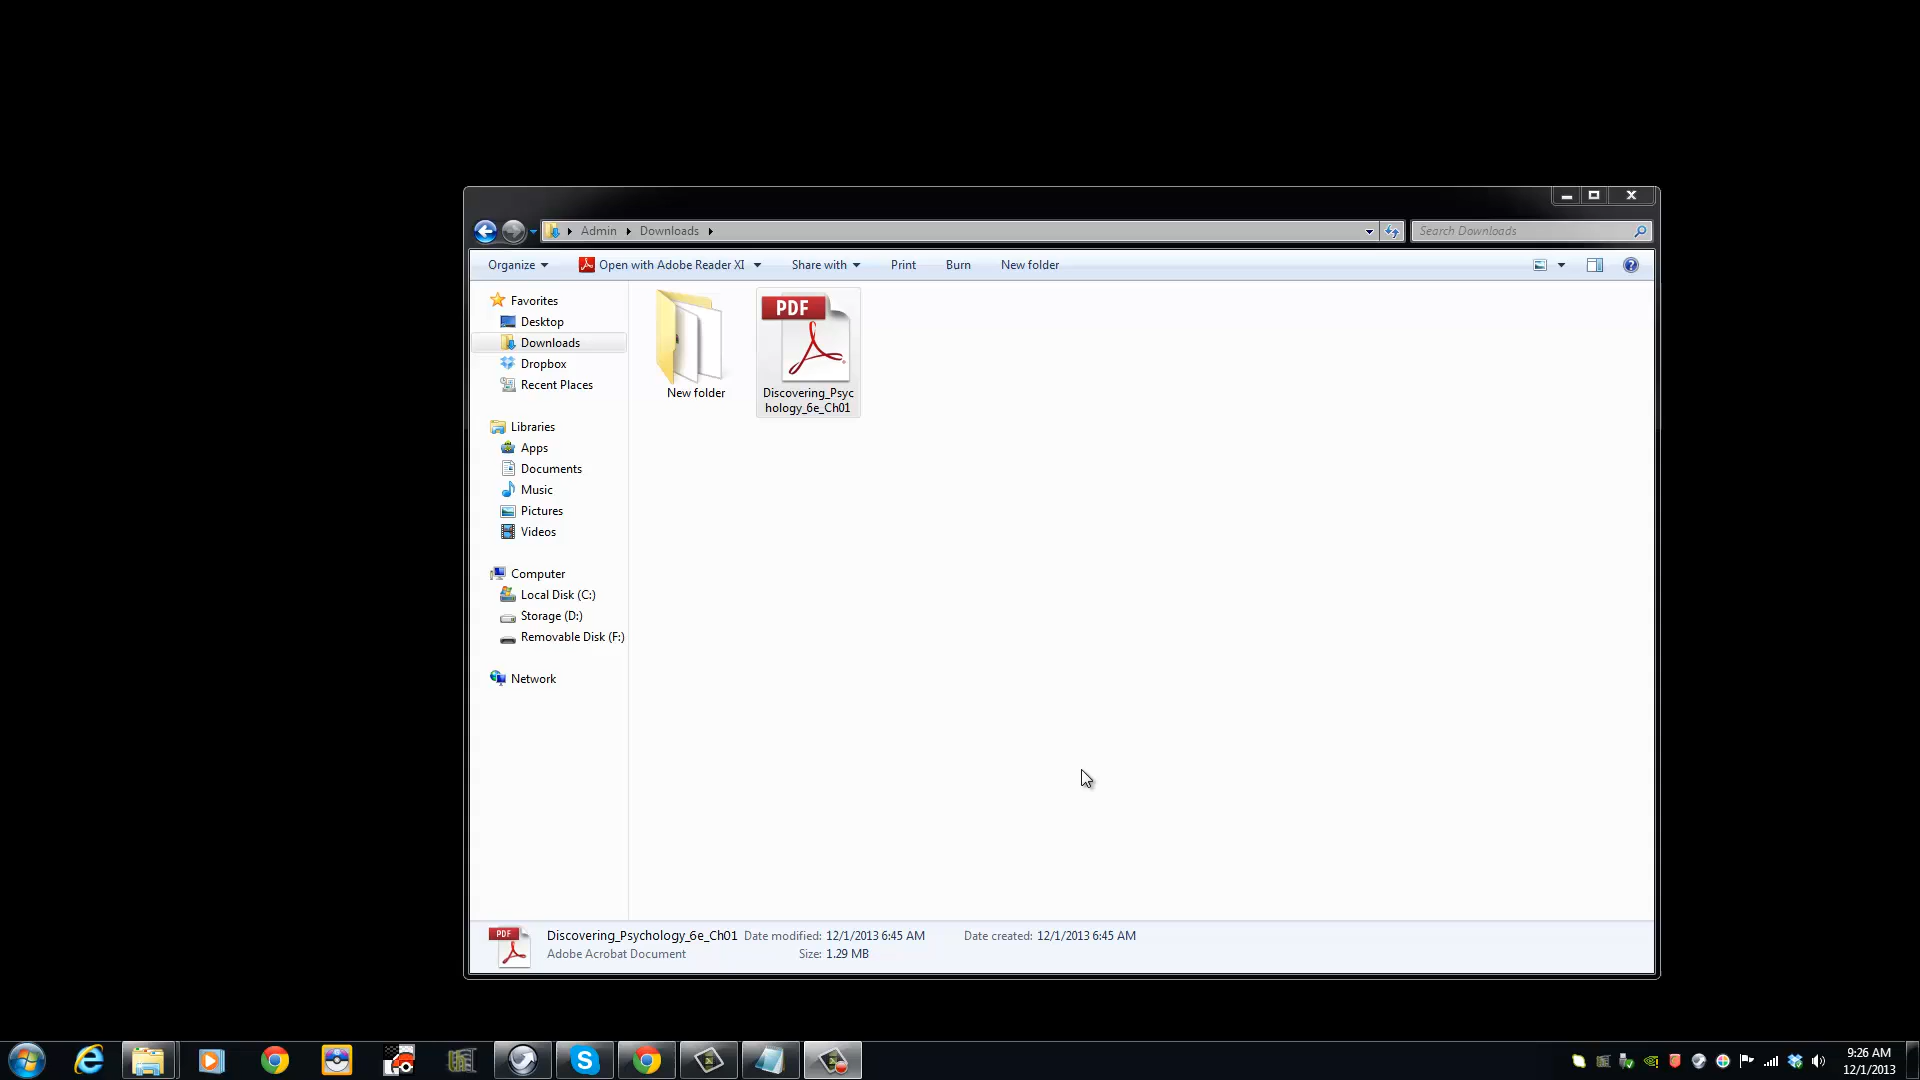 Admin Downloads Search Downloads
Organize Open with Adobe Reader XI Share with Print Burn New folder
Favorites
Desktop
Downloads
Dropbox
Recent Places
Libraries
Apps
Documents
Music
Pictures
Videos
Computer
Local Disk (C:)
Storage (D:)
Removable Disk (F:)
Network
New folder
PDF
Discovering_Psyc
hology_6e_Ch01
PDF
Discovering_Psychology_6e_Ch01 Date modified: 12/1/2013 6:45 AM Date created: 12/1/2013 6:45 AM
Adobe Acrobat Document Size: 1.29 MB
9:26 AM
12/1/2013